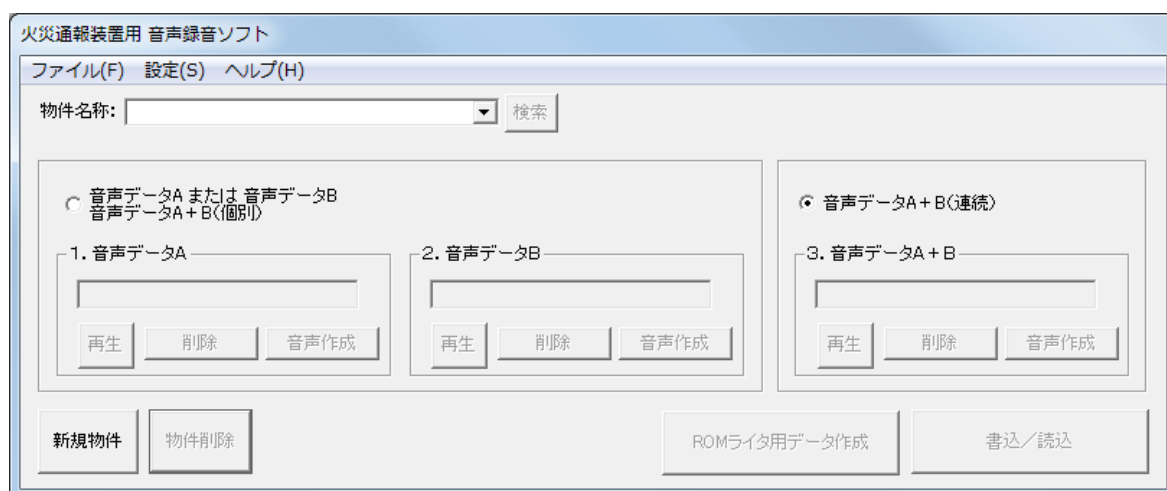 火災通報装置用 音声録音ソフト
ファイル(F) 設定(S) ヘルプ(H)
物件名称: 検索
音声データA または 音声データB
音声データA+B(個別)
音声データA+B(連続)
1. 音声データA
2. 音声データB
3. 音声データA+B
再生 削除 音声作成
再生 削除 音声作成
再生 削除 音声作成
新規物件 物件削除 ROMライタ用データ作成 書込/読込